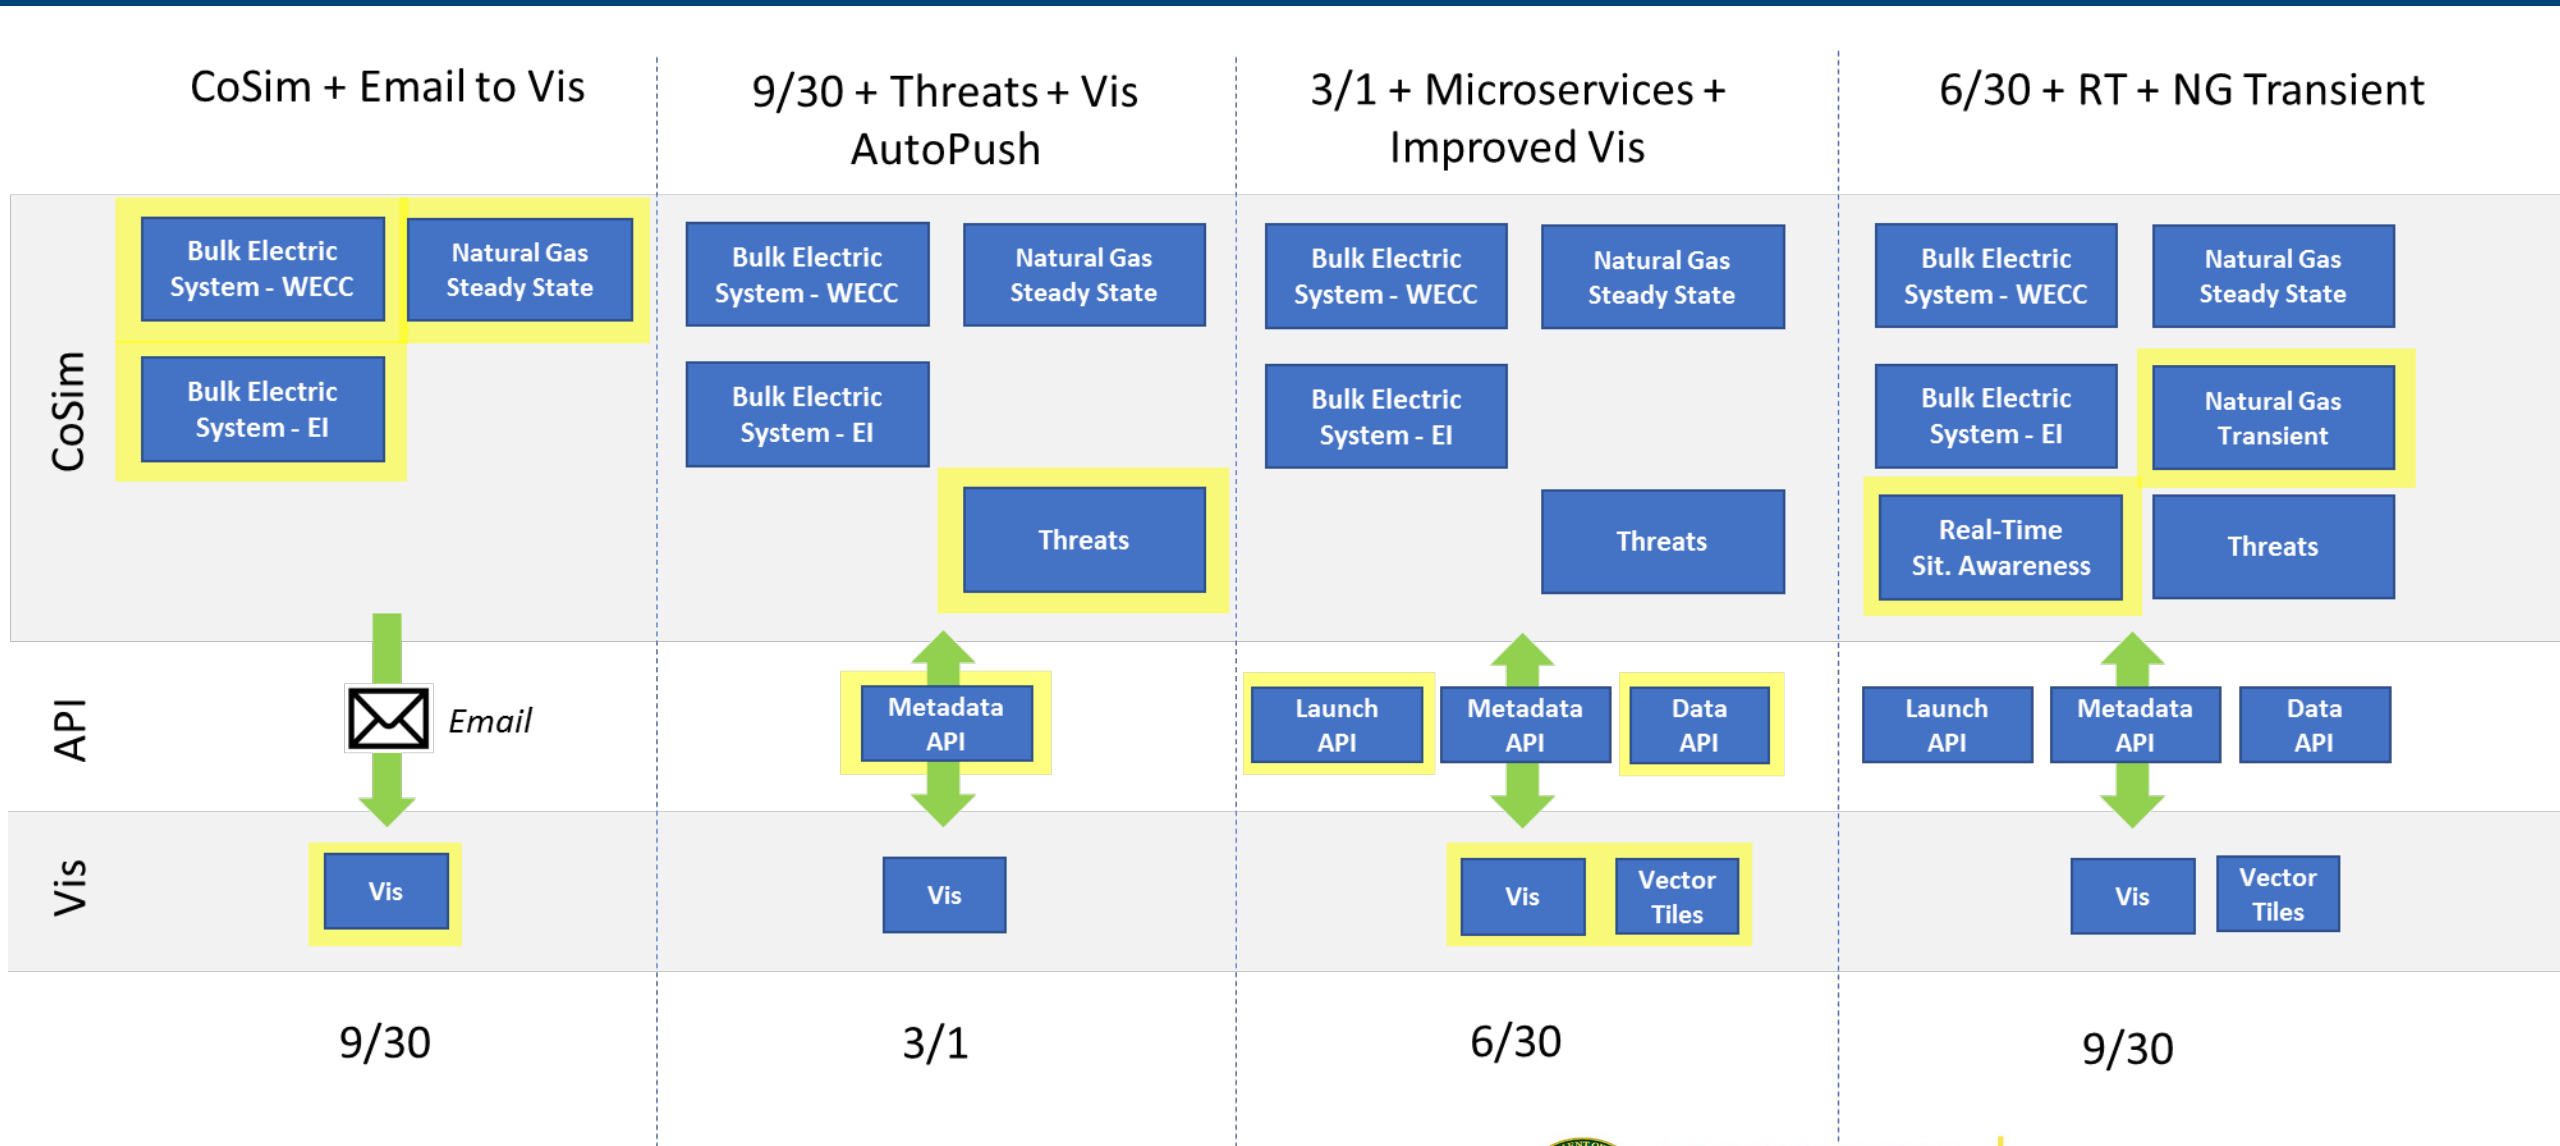 CoSim + Email to Vis
9/30 + Threats + Vis
AutoPush
3/1 + Microservices +
Improved Vis
6/30 + RT + NG Transient
CoSim
Bulk Electric
System - WECC
Natural Gas
Steady State
Bulk Electric
System - EI
Bulk Electric
System - WECC
Natural Gas
Steady State
Bulk Electric
System - EI
Threats
Bulk Electric
System - WECC
Natural Gas
Steady State
Bulk Electric
System - EI
Threats
Bulk Electric
System - WECC
Natural Gas
Steady State
Bulk Electric
System - EI
Natural Gas
Transient
Real-Time
Sit. Awareness
Threats
API
Email
Metadata
API
Launch
API
Metadata
API
Data
API
Launch
API
Metadata
API
Data
API
Vis
Vis
Vis
Vis
Vector
Tiles
Vis
Vector
Tiles
9/30
3/1
6/30
9/30